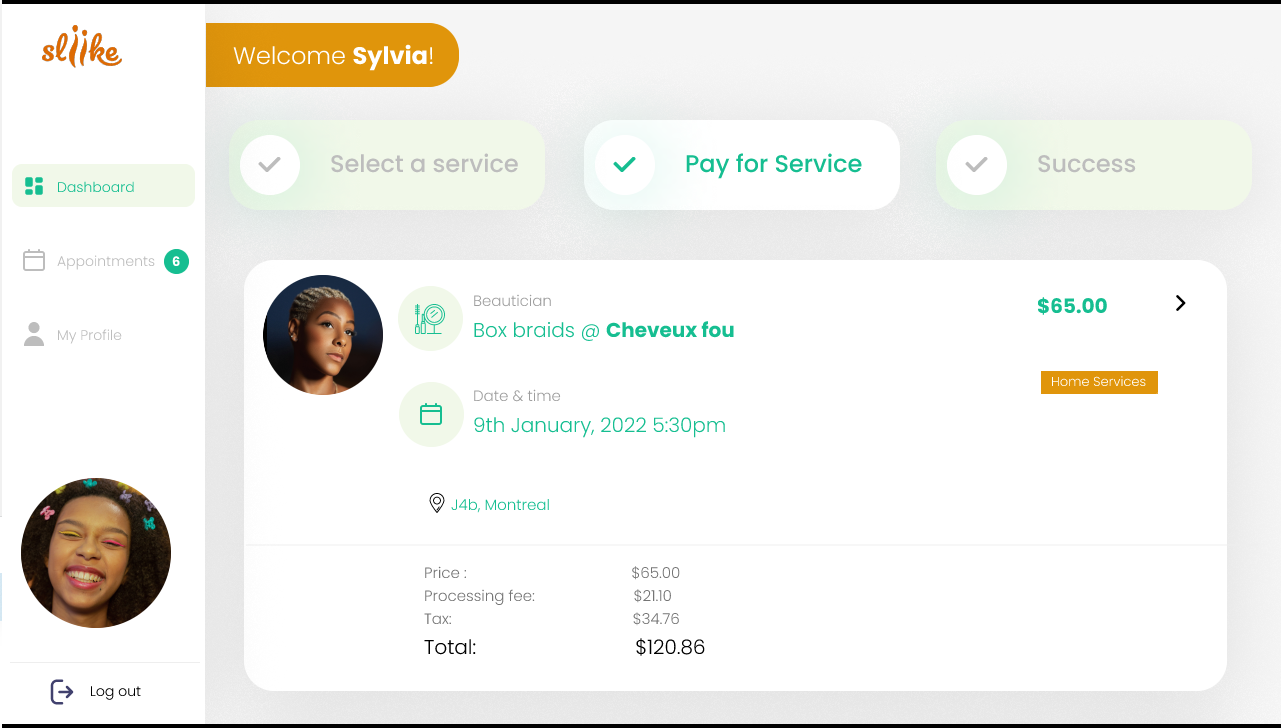 sliike
Welcome Sylvia!
Select a service
Pay for Service
Success
Dashboard
Appointments 6
My Profile
Log out
Beautician
Box braids @ Cheveux fou
$65.00
Home Services
Date & time
9th January, 2022 5:30pm
J4b, Montreal
Price : $65.00
Processing fee: $21.10
Tax: $34.76
Total: $120.86